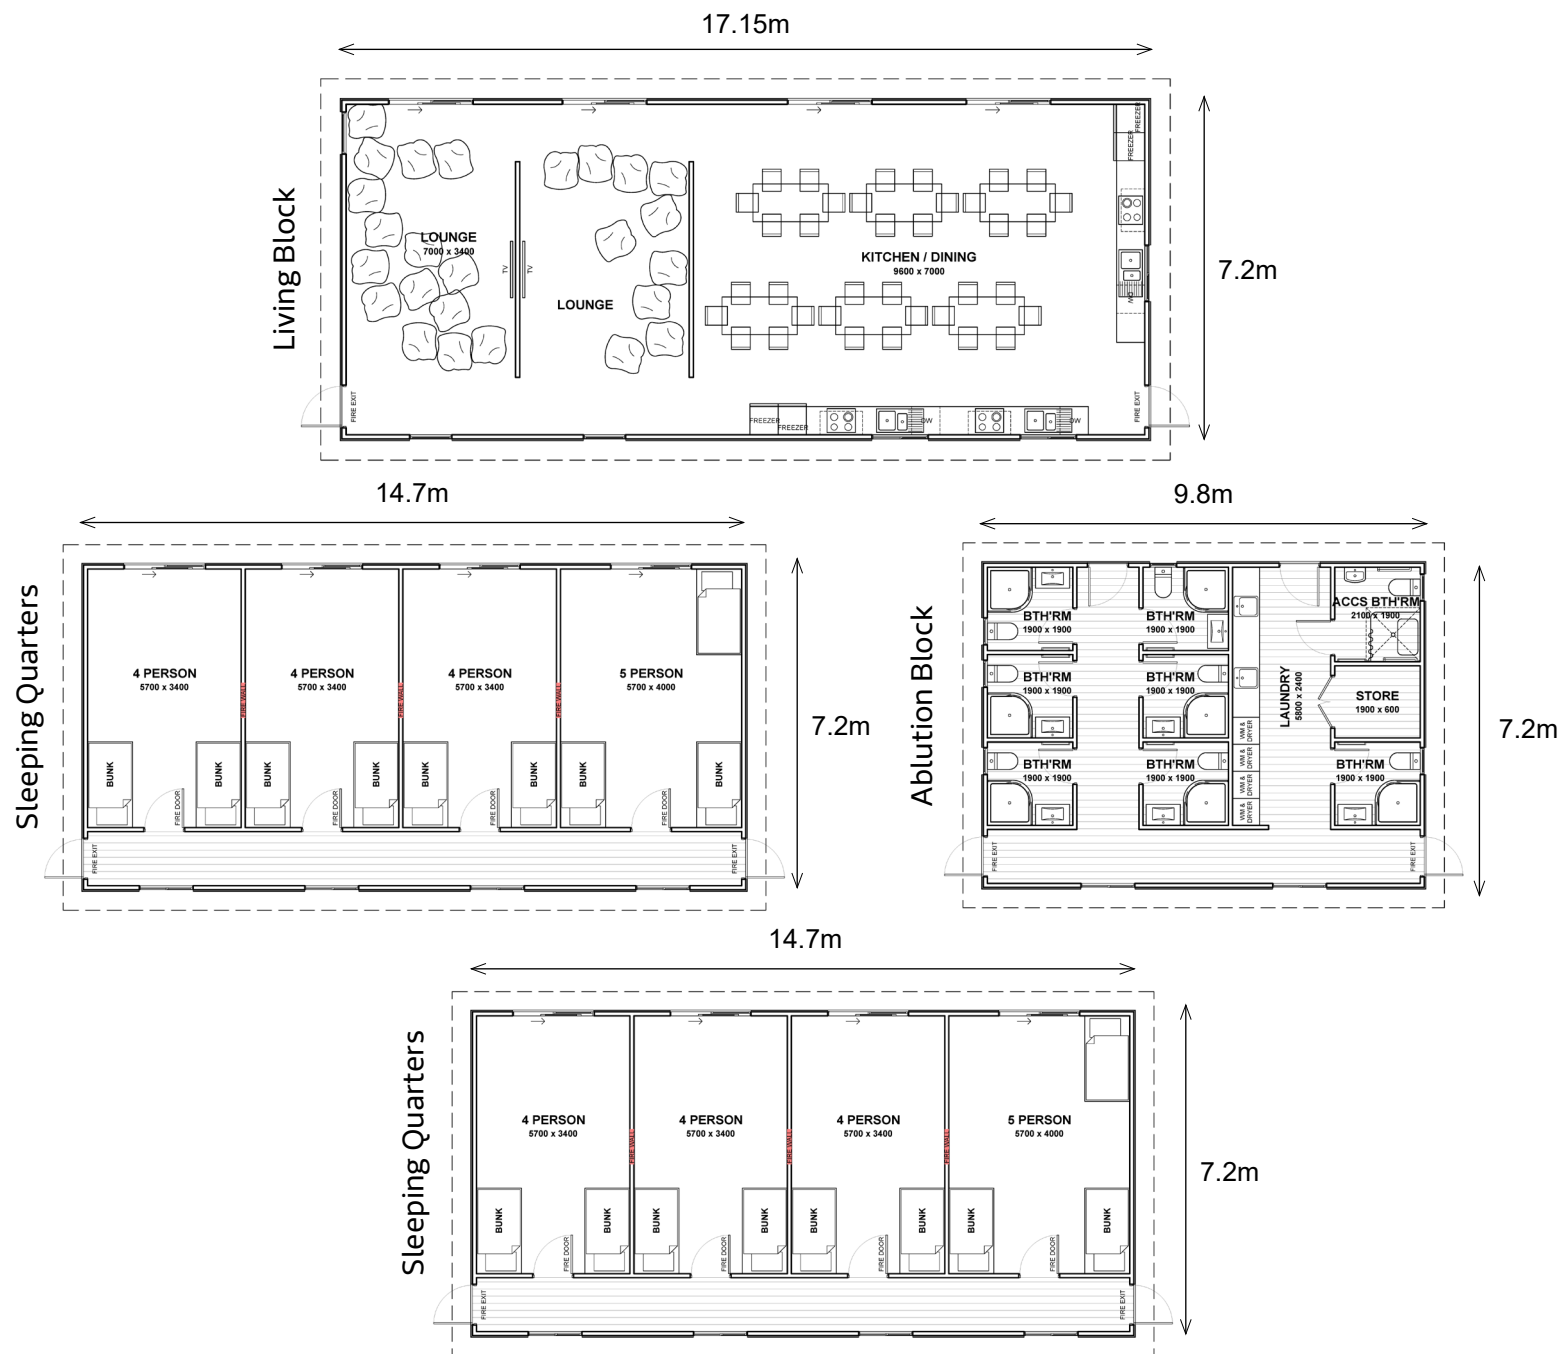 17.15m
Living Block
LOUNGE
7000 x 3400
TV
TV
LOUNGE
KITCHEN / DINING
9600 x 7000
FREEZER
FREEZER
DW
7.2m
FIRE EXIT
FIRE EXIT
FREEZER
FREEZER
DW
DW
14.7m
Sleeping Quarters
4 PERSON
5700 x 3400
4 PERSON
5700 x 3400
4 PERSON
5700 x 3400
5 PERSON
5700 x 4000
FIRE WALL
FIRE WALL
FIRE WALL
7.2m
BUNK
BUNK
BUNK
BUNK
BUNK
BUNK
BUNK
BUNK
FIRE DOOR
FIRE DOOR
FIRE DOOR
FIRE DOOR
FIRE EXIT
FIRE EXIT
9.8m
Ablution Block
BTH'RM
1900 x 1900
BTH'RM
1900 x 1900
ACCS BTH'RM
2100 x 1900
BTH'RM
1900 x 1900
BTH'RM
1900 x 1900
LAUNDRY
5800 x 2400
STORE
1900 x 600
7.2m
WM &
DRYER
WM &
DRYER
WM &
DRYER
WM &
DRYER
BTH'RM
1900 x 1900
BTH'RM
1900 x 1900
BTH'RM
1900 x 1900
FIRE EXIT
FIRE EXIT
14.7m
Sleeping Quarters
4 PERSON
5700 x 3400
4 PERSON
5700 x 3400
4 PERSON
5700 x 3400
5 PERSON
5700 x 4000
FIRE WALL
FIRE WALL
FIRE WALL
7.2m
BUNK
BUNK
BUNK
BUNK
BUNK
BUNK
BUNK
BUNK
FIRE DOOR
FIRE DOOR
FIRE DOOR
FIRE DOOR
FIRE EXIT
FIRE EXIT